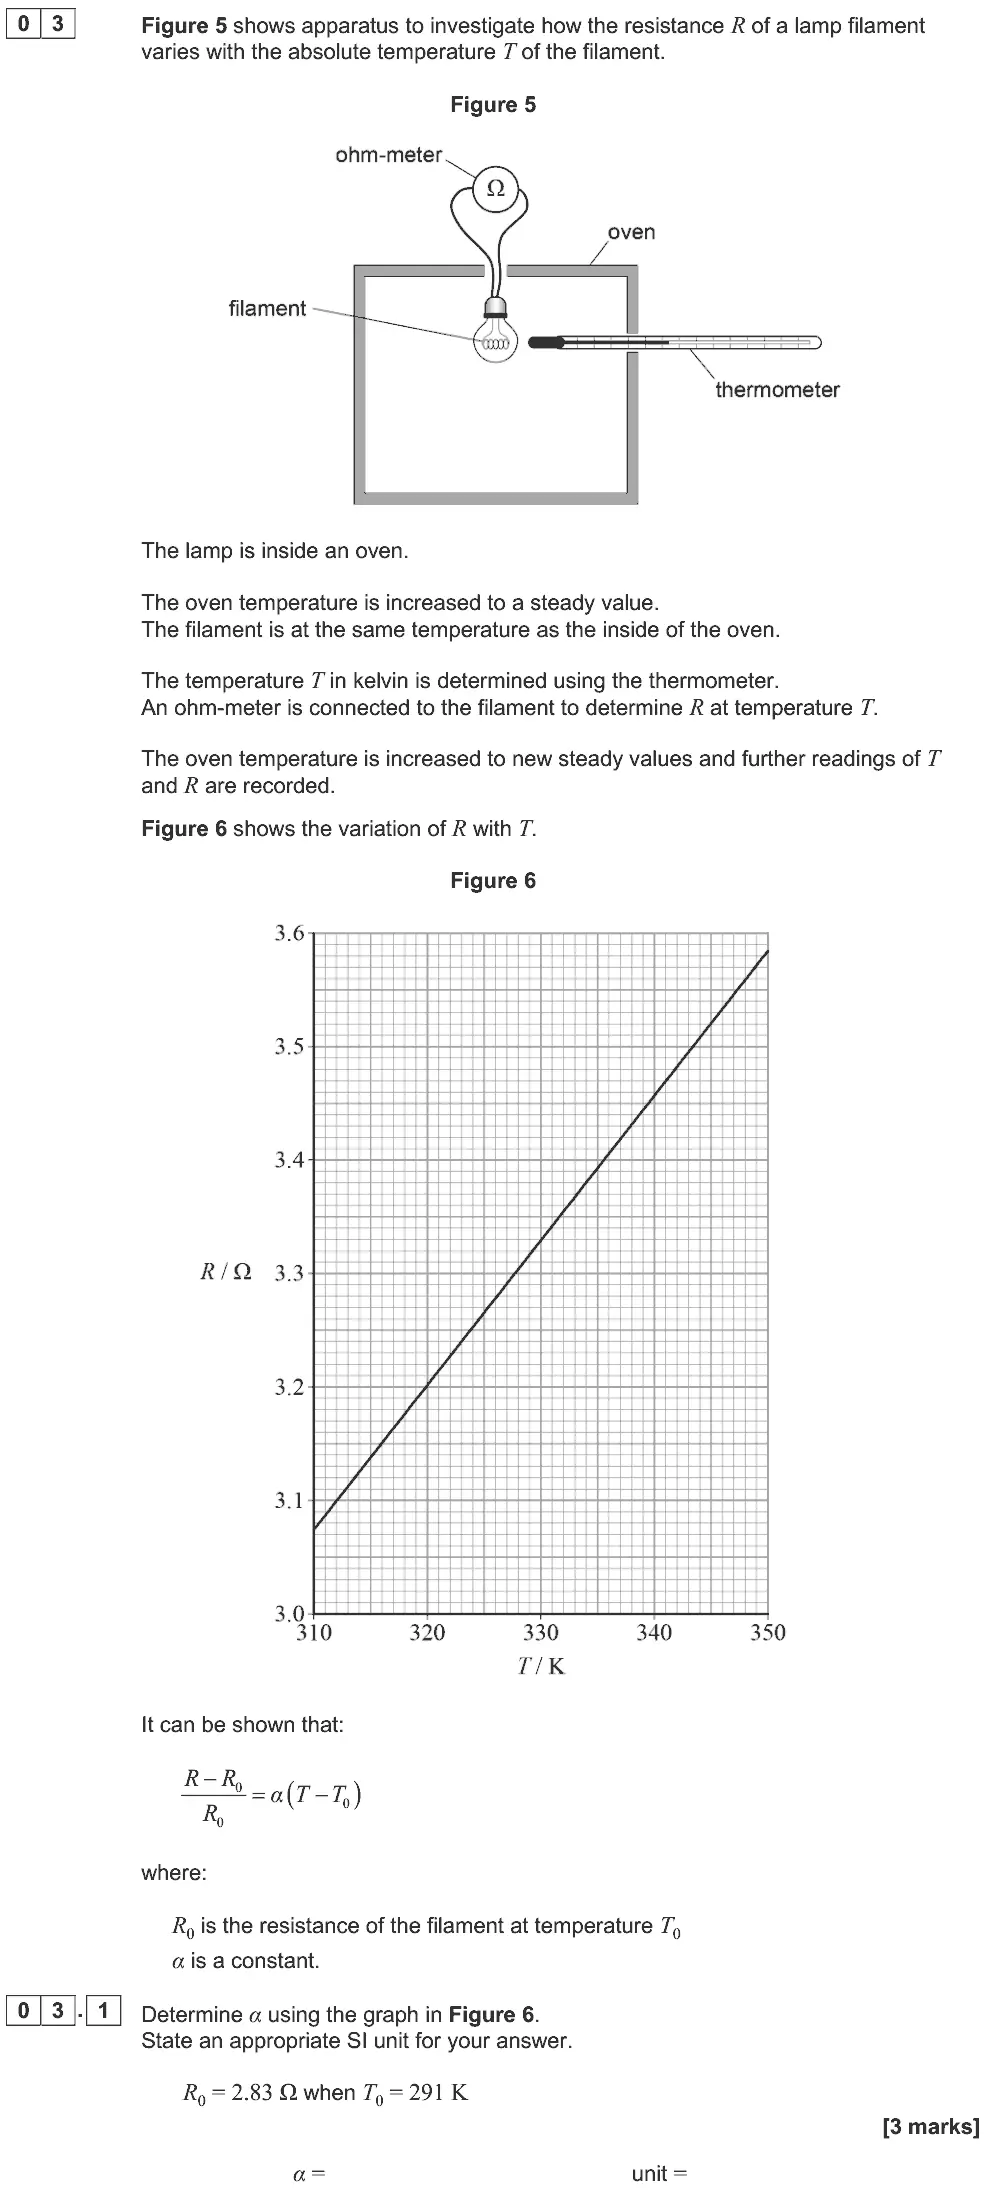 0 3
Figure 5 shows apparatus to investigate how the resistance R of a lamp filament
varies with the absolute temperature T of the filament.
Figure 5
ohm-meter
Ω
oven
filament
thermometer
The lamp is inside an oven.
The oven temperature is increased to a steady value.
The filament is at the same temperature as the inside of the oven.
The temperature T in kelvin is determined using the thermometer.
An ohm-meter is connected to the filament to determine R at temperature T.
The oven temperature is increased to new steady values and further readings of T
and R are recorded.
Figure 6 shows the variation of R with T.
Figure 6
3.6
3.5
3.4
R / Ω 3.3
3.2
3.1
3.0
310 320 330 340 350
T / K
It can be shown that:
(R − R₀)/R₀ = α(T − T₀)
where:
R₀ is the resistance of the filament at temperature T₀
α is a constant.
0 3 . 1 Determine α using the graph in Figure 6.
State an appropriate SI unit for your answer.
R₀ = 2.83 Ω when T₀ = 291 K
[3 marks]
α = unit =